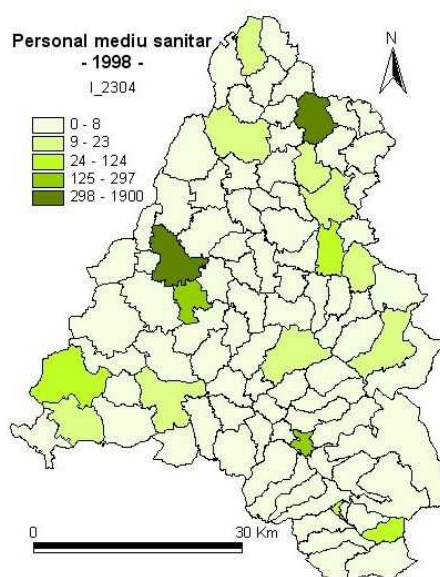 Personal mediu sanitar
- 1998 -
I_2304
N
0 - 8
9 - 23
24 - 124
125 - 297
298 - 1900
0 30 Km